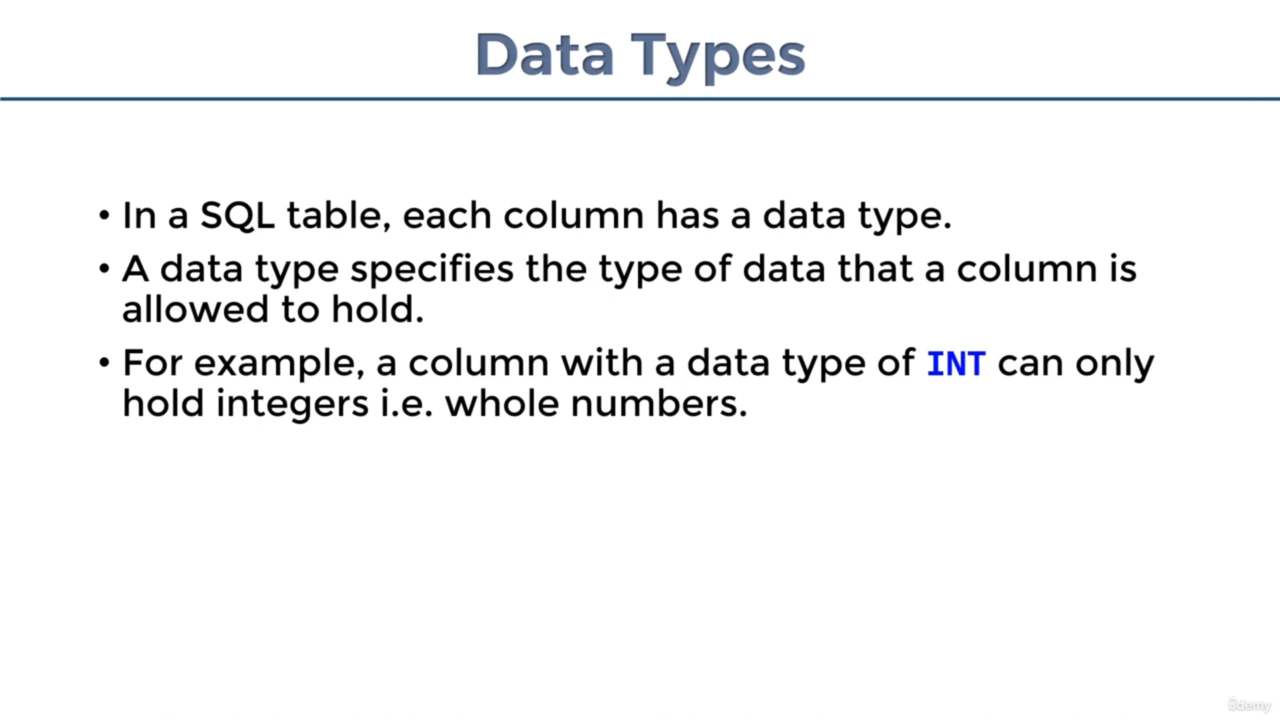 Data Types
• In a SQL table, each column has a data type.
• A data type specifies the type of data that a column is
allowed to hold.
• For example, a column with a data type of INT can only
hold integers i.e. whole numbers.
ûdemy